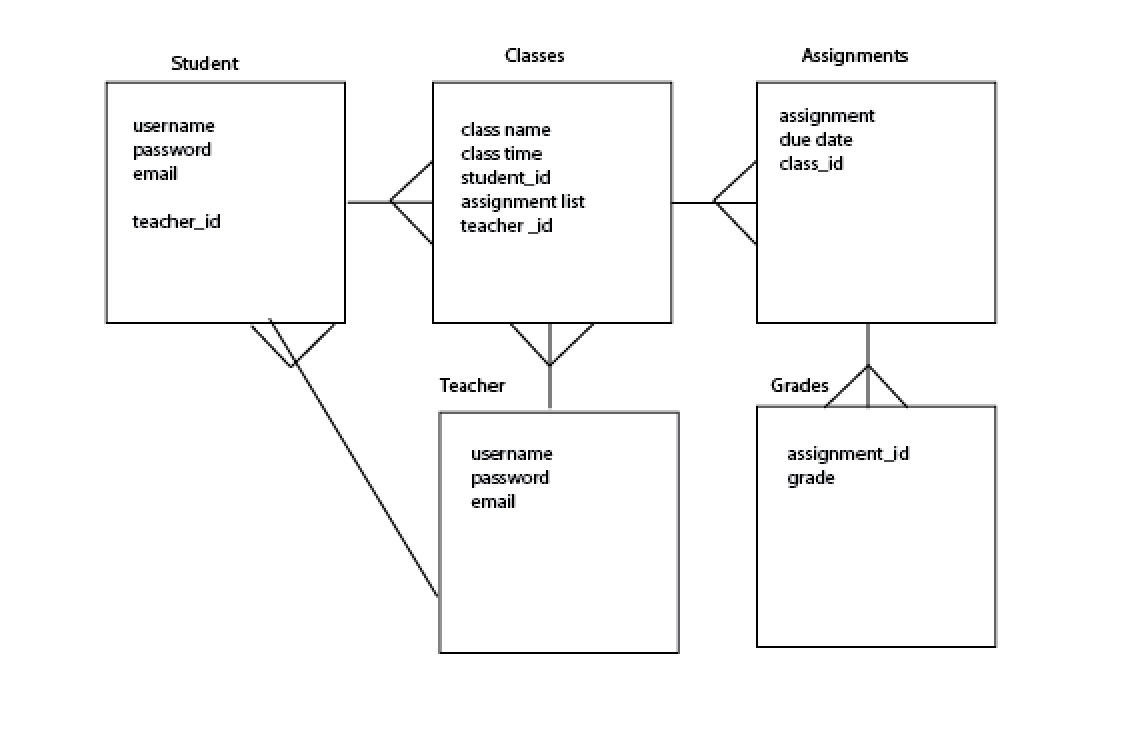 Student
username
password
email
teacher_id
Classes
class name
class time
student_id
assignment list
teacher _id
Assignments
assignment
due date
class_id
Teacher
username
password
email
Grades
assignment_id
grade